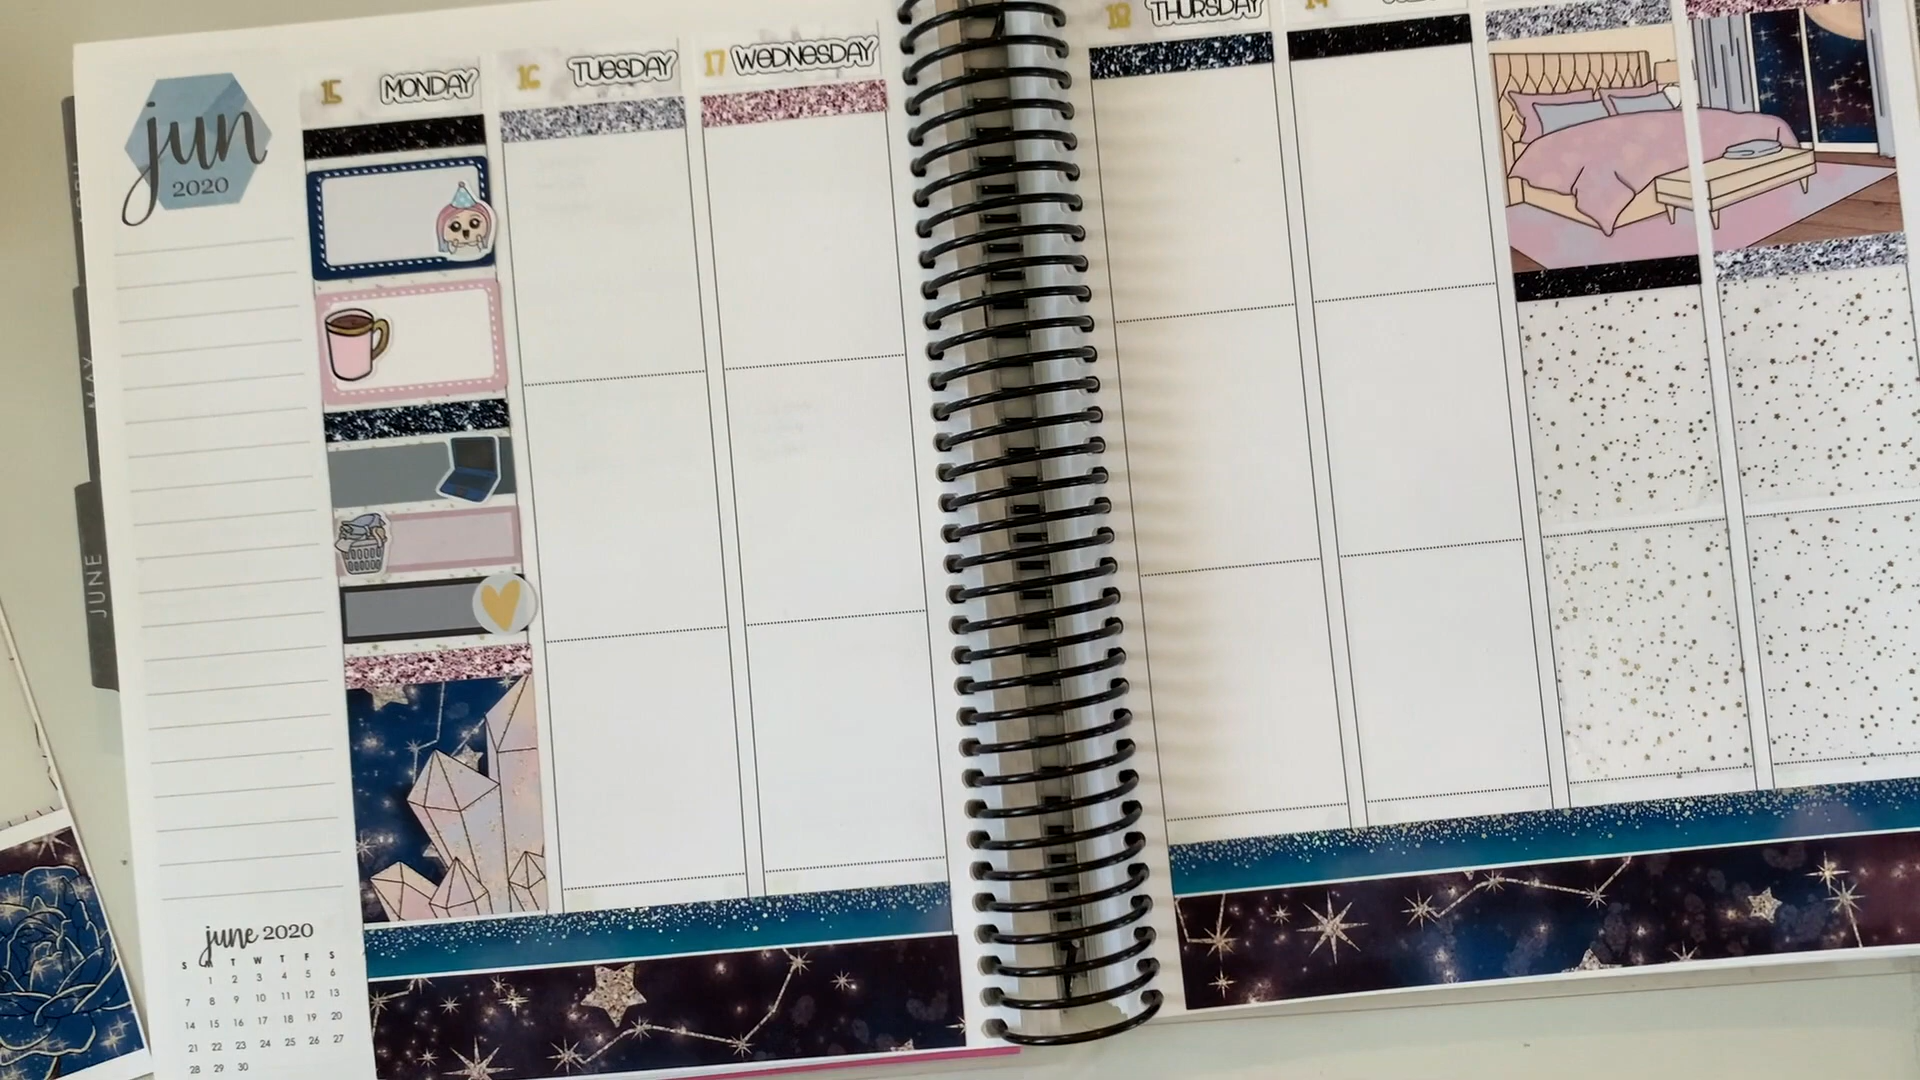 jun
2020
15 MONDAY
16 TUESDAY
17 WEDNESDAY
18 THURSDAY
19
MAY
JUNE
june 2020
S M T W T F S
1 2 3 4 5 6
7 8 9 10 11 12 13
14 15 16 17 18 19 20
21 22 23 24 25 26 27
28 29 30